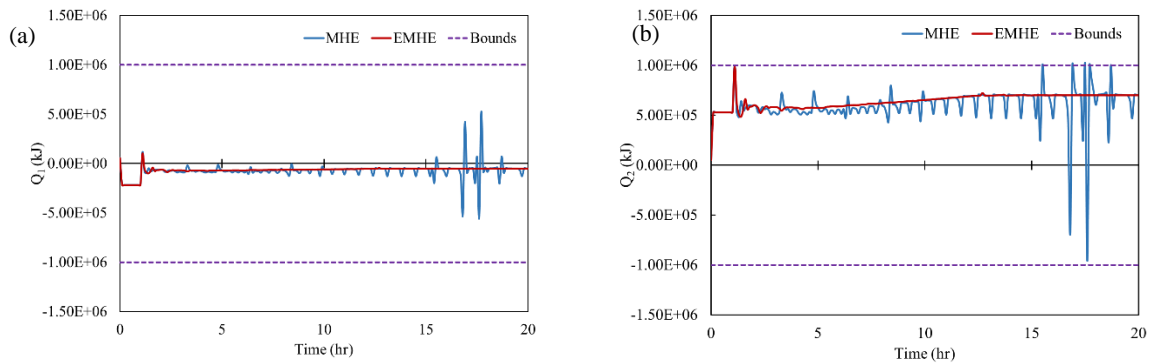 (a)
1.50E+06
MHE EMHE Bounds
1.00E+06
5.00E+05
0.00E+00
-5.00E+05
-1.00E+06
-1.50E+06
Q1 (kJ)
0 5 10 15 20
Time (hr)
(b)
1.50E+06
MHE EMHE Bounds
1.00E+06
5.00E+05
0.00E+00
-5.00E+05
-1.00E+06
-1.50E+06
Q2 (kJ)
0 5 10 15 20
Time (hr)